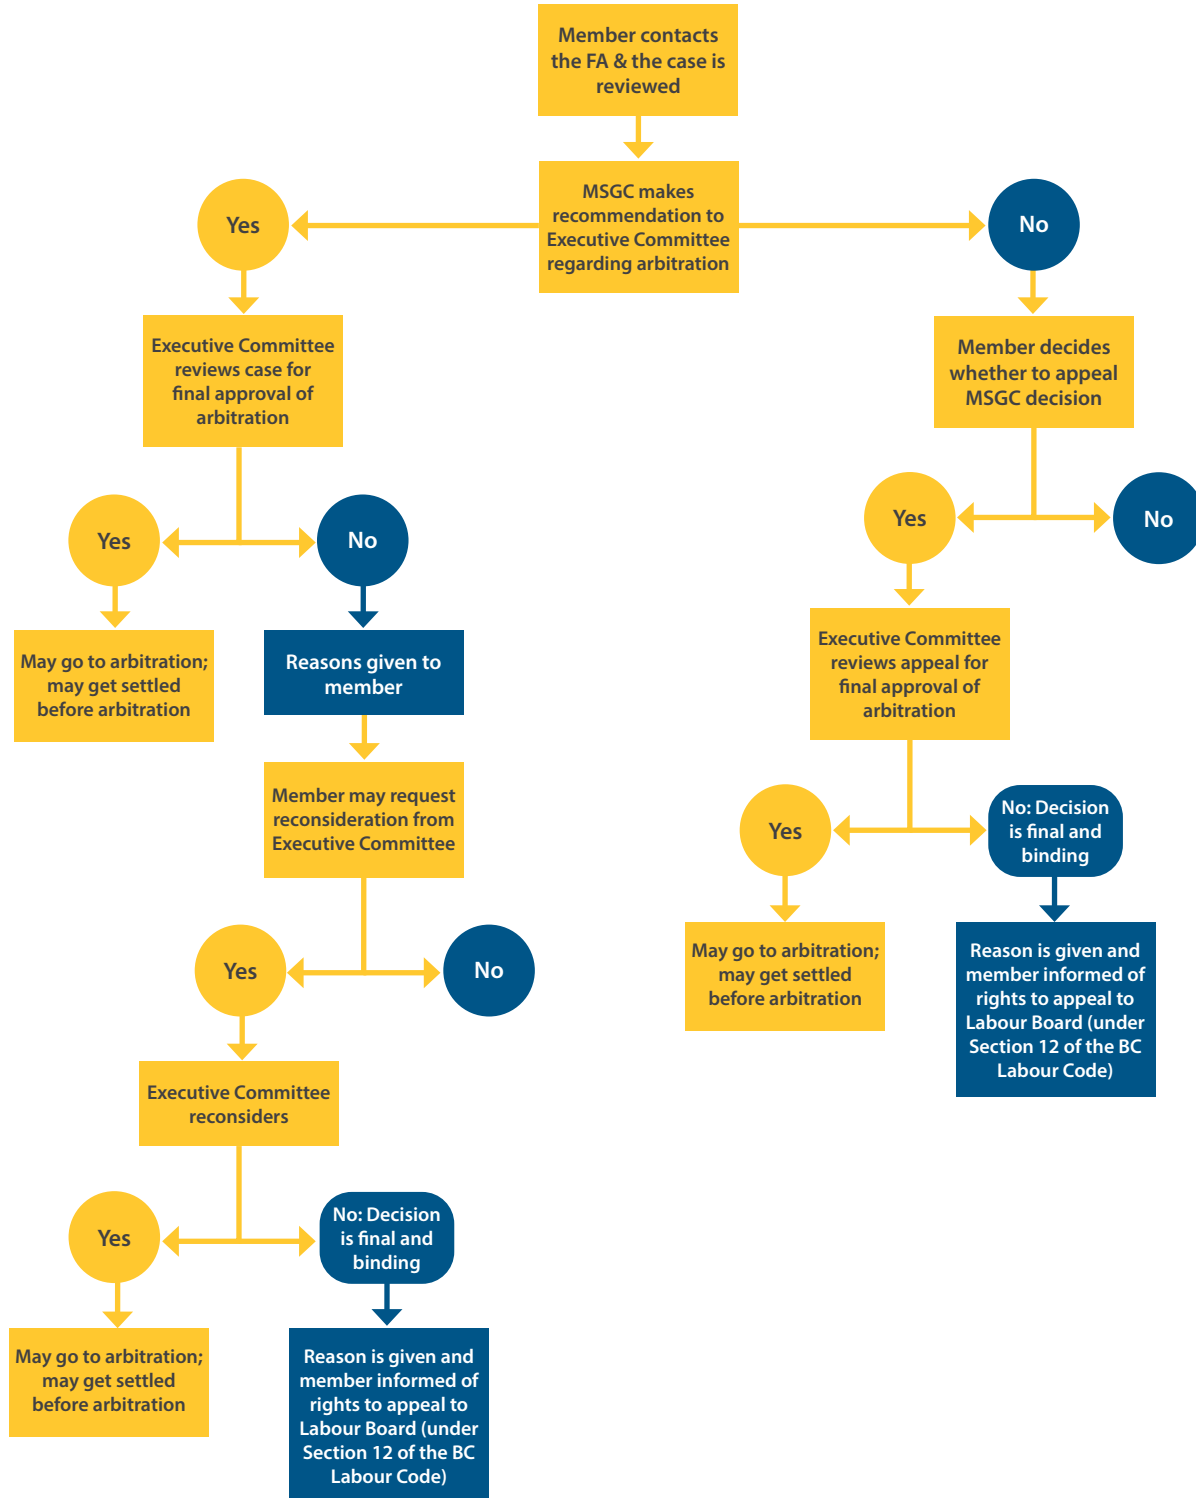 Member contacts
the FA & the case is
reviewed
MSGC makes
recommendation to
Executive Committee
regarding arbitration
Yes
No
Executive Committee
reviews case for
final approval of
arbitration
Member decides
whether to appeal
MSGC decision
Yes
No
Yes
No
May go to arbitration;
may get settled
before arbitration
Reasons given to
member
Executive Committee
reviews appeal for
final approval of
arbitration
Member may request
reconsideration from
Executive Committee
Yes
No: Decision
is final and
binding
Yes
No
May go to arbitration;
may get settled
before arbitration
Reason is given and
member informed of
rights to appeal to
Labour Board (under
Section 12 of the BC
Labour Code)
Executive Committee
reconsiders
Yes
No: Decision
is final and
binding
May go to arbitration;
may get settled
before arbitration
Reason is given and
member informed of
rights to appeal to
Labour Board (under
Section 12 of the BC
Labour Code)